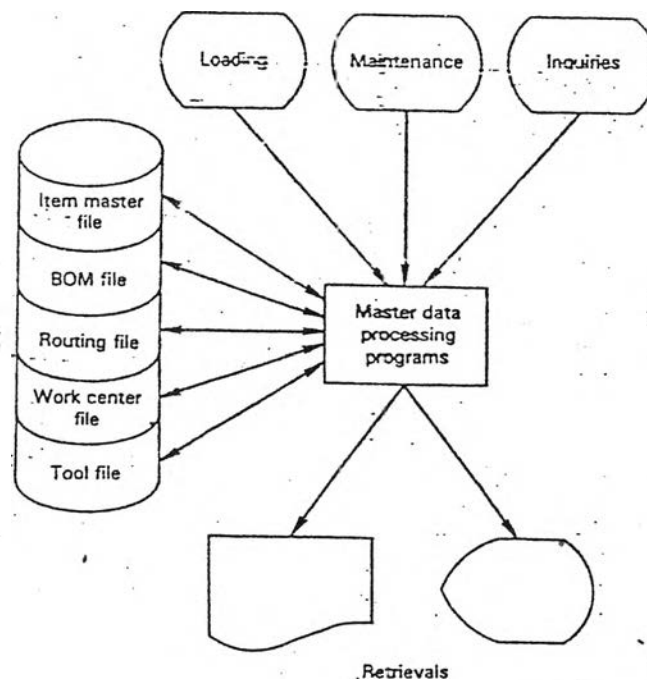 Loading
Maintenance
Inquiries
Item master
file
BOM file
Routing file
Work center
file
Tool file
Master data
processing
programs
Retrievals